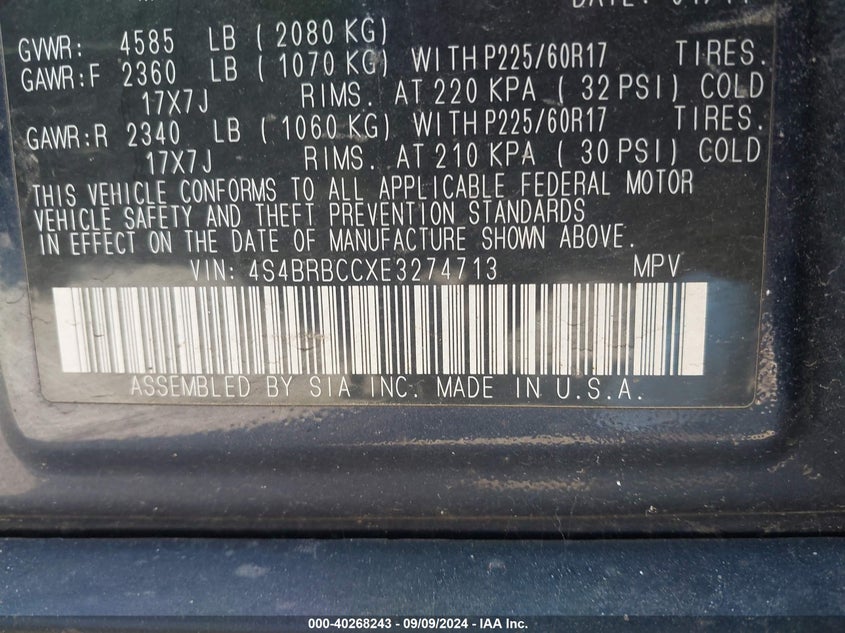 DATE:
GVWR: 4585 LB ( 2080 KG)
GAWR:F 2360 LB ( 1070 KG) WITH P225/60R17 TIRES.
17X7J RIMS. AT 220 KPA ( 32 PSI) COLD
GAWR:R 2340 LB ( 1060 KG) WITH P225/60R17 TIRES.
17X7J RIMS. AT 210 KPA ( 30 PSI) COLD
THIS VEHICLE CONFORMS TO ALL APPLICABLE FEDERAL MOTOR
VEHICLE SAFETY AND THEFT PREVENTION STANDARDS
IN EFFECT ON THE DATE OF MANUFACTURE SHOWN ABOVE.
VIN: 4S4BRBCCXE3274713 MPV
ASSEMBLED BY SIA INC. MADE IN U.S.A.
000-40268243 - 09/09/2024 - IAA Inc.